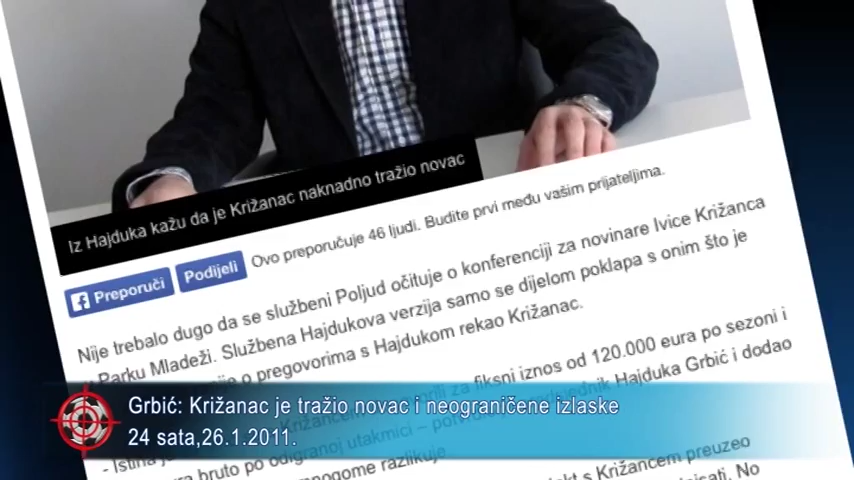 Iz Hajduka kažu da je Križanac naknadno tražio novac
Preporuči Podijeli Ovo preporučuje 46 ljudi. Budite prvi među vašim prijateljima.
Nije trebalo dugo da se službeni Poljud očituje o konferenciji za novinare Ivice Križanca
Parku Mladeži. Službena Hajdukova verzija samo se dijelom poklapa s onim što je
o pregovorima s Hajdukom rekao Križanac.
za fiksni iznos od 120.000 eura po sezoni i
Hajduka Grbić i dodao
bruto po odigranoj utakmici
mnogome razlikuje
s Križancem preuzeo
No
Grbić: Križanac je tražio novac i neograničene izlaske
24 sata,26.1.2011.